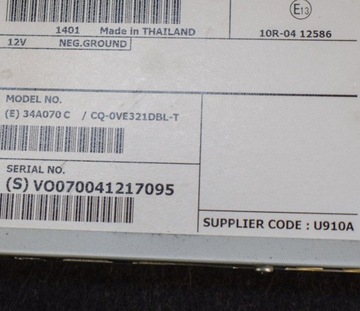 E13
1401 Made in THAILAND
10R-04 12586
12V NEG.GROUND
MODEL NO.
(E) 34A070 C / CQ-0VE321DBL-T
SERIAL NO.
(S) VO070041217095
SUPPLIER CODE : U910A